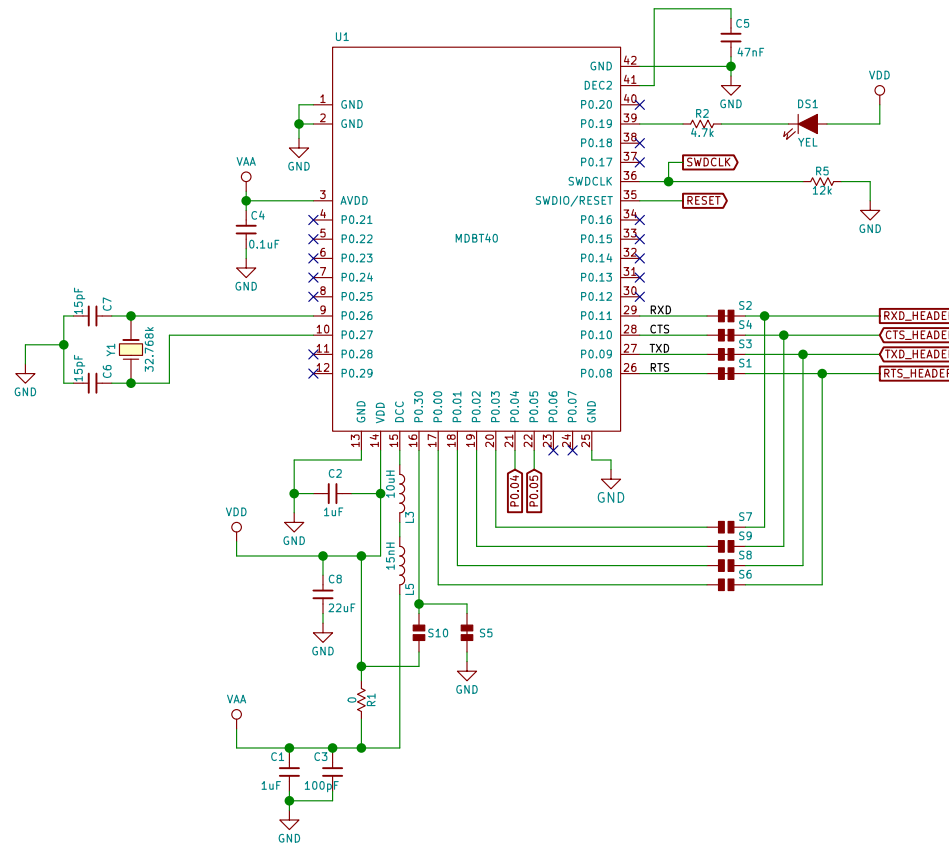 U1
C5
47nF
GND
VDD
42 GND
41 DEC2
40 P0.20
39 P0.19
38 P0.18
37 P0.17
36 SWDCLK
35 SWDIO/RESET
34 P0.16
33 P0.15
32 P0.14
31 P0.13
30 P0.12
29 P0.11
28 P0.10
27 P0.09
26 P0.08
R2
4.7k
DS1
YEL
SWDCLK
R5
12k
RESET
GND
1 GND
2 GND
GND
VAA
3 AVDD
4 P0.21
5 P0.22
6 P0.23
7 P0.24
8 P0.25
9 P0.26
10 P0.27
11 P0.28
12 P0.29
C4
0.1uF
GND
MDBT40
15pF
C7
Y1
32.768k
15pF
C6
GND
RXD
CTS
TXD
RTS
S2
S4
S3
S1
RXD_HEADER
CTS_HEADER
TXD_HEADER
RTS_HEADER
GND
VDD
DCC
P0.30
P0.00
P0.01
P0.02
P0.03
P0.04
P0.05
P0.06
P0.07
GND
13
14
15
16
17
18
19
20
21
22
23
24
25
C2
1uF
GND
10uH
L3
P0.04
P0.05
GND
VDD
15nH
L5
C8
22uF
GND
S7
S9
S8
S6
S10
S5
GND
0
R1
VAA
C1
1uF
C3
100pF
GND